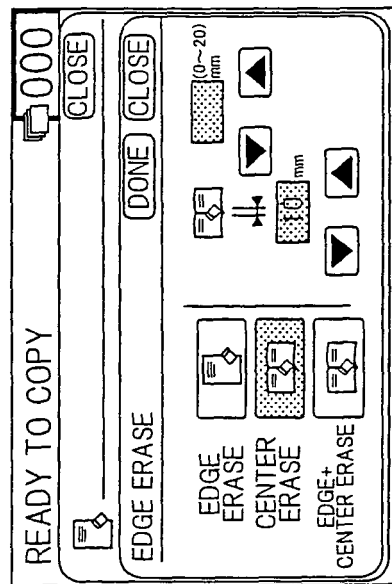 READY TO COPY
000
CLOSE
EDGE ERASE
DONE
CLOSE
EDGE
ERASE
CENTER
ERASE
EDGE+
CENTER ERASE
(0~20)
mm
10 mm